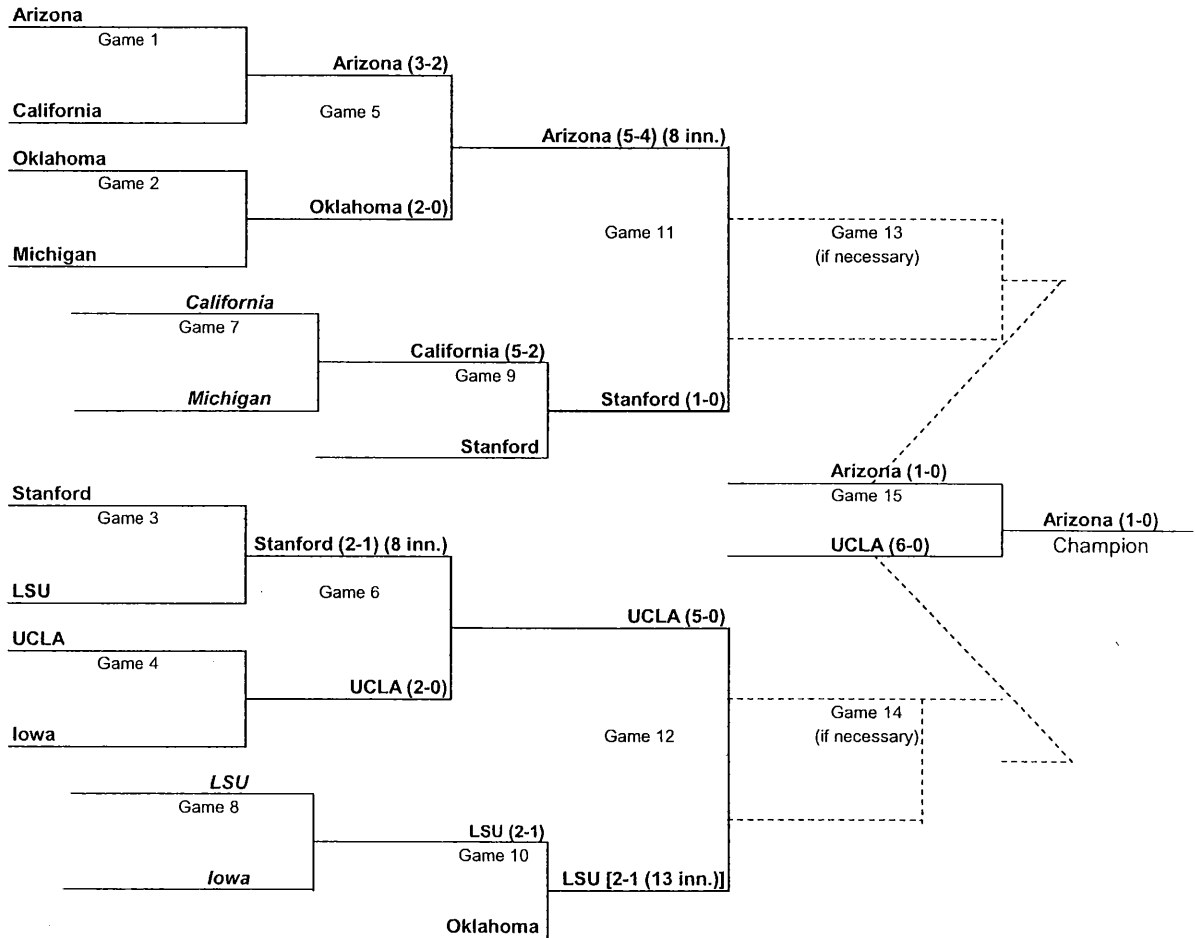 Arizona
Game 1
Arizona (3-2)
California
Game 5
Arizona (5-4) (8 inn.)
Oklahoma
Game 2
Oklahoma (2-0)
Michigan
Game 11
Game 13
(if necessary)
California
Game 7
California (5-2)
Game 9
Michigan
Stanford (1-0)
Stanford
Arizona (1-0)
Game 15
Arizona (1-0)
UCLA (6-0)
Champion
Stanford
Game 3
Stanford (2-1) (8 inn.)
LSU
Game 6
UCLA (5-0)
UCLA
Game 4
UCLA (2-0)
Iowa
Game 12
Game 14
(if necessary)
LSU
Game 8
LSU (2-1)
Game 10
Iowa
LSU [2-1 (13 inn.)]
Oklahoma